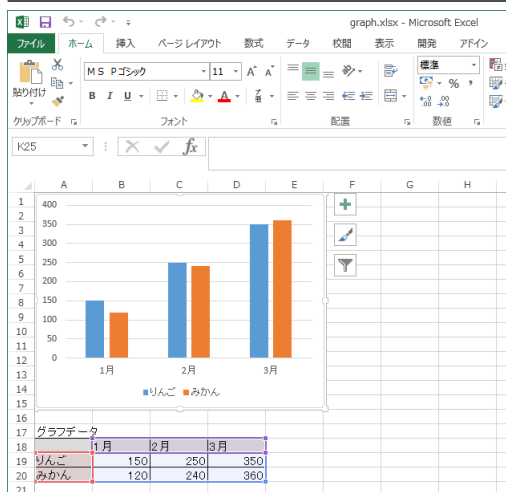 graph.xlsx - Microsoft Excel
ファイル ホーム 挿入 ページ レイアウト 数式 データ 校閲 表示 開発 アドイン
貼り付け
ＭＳ Ｐゴシック 11 A A 標準
B I U A 亜 % ,
クリップボード フォント 配置 数値
K25 fx
A B C D E F G H
1 400
2
3 350
4 300
5 250
6
7 200
8 150
9
10 100
11 50
12 0
13 1月 2月 3月
14 りんご みかん
15
16
17 グラフデータ
18 1月 2月 3月
19 りんご 150 250 350
20 みかん 120 240 360
21